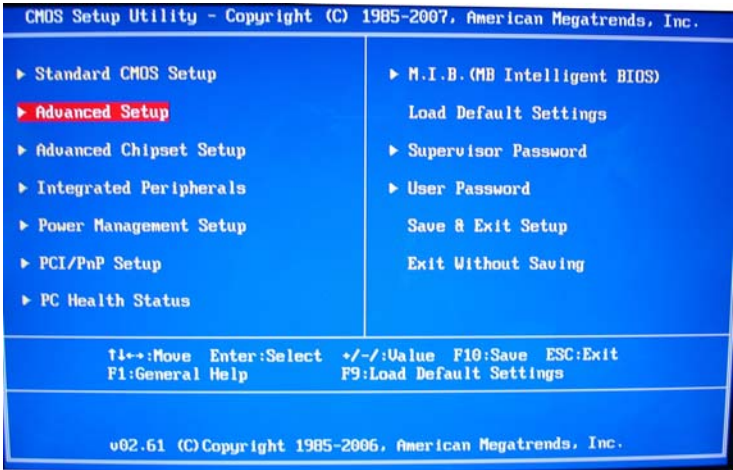 CMOS Setup Utility - Copyright (C) 1985-2007, American Megatrends, Inc.
▶ Standard CMOS Setup
▶ Advanced Setup
▶ Advanced Chipset Setup
▶ Integrated Peripherals
▶ Power Management Setup
▶ PCI/PnP Setup
▶ PC Health Status
▶ M.I.B.(MB Intelligent BIOS)
Load Default Settings
▶ Supervisor Password
▶ User Password
Save & Exit Setup
Exit Without Saving
↑↓←→:Move Enter:Select +/-/:Value F10:Save ESC:Exit
F1:General Help F9:Load Default Settings
v02.61 (C)Copyright 1985-2006, American Megatrends, Inc.